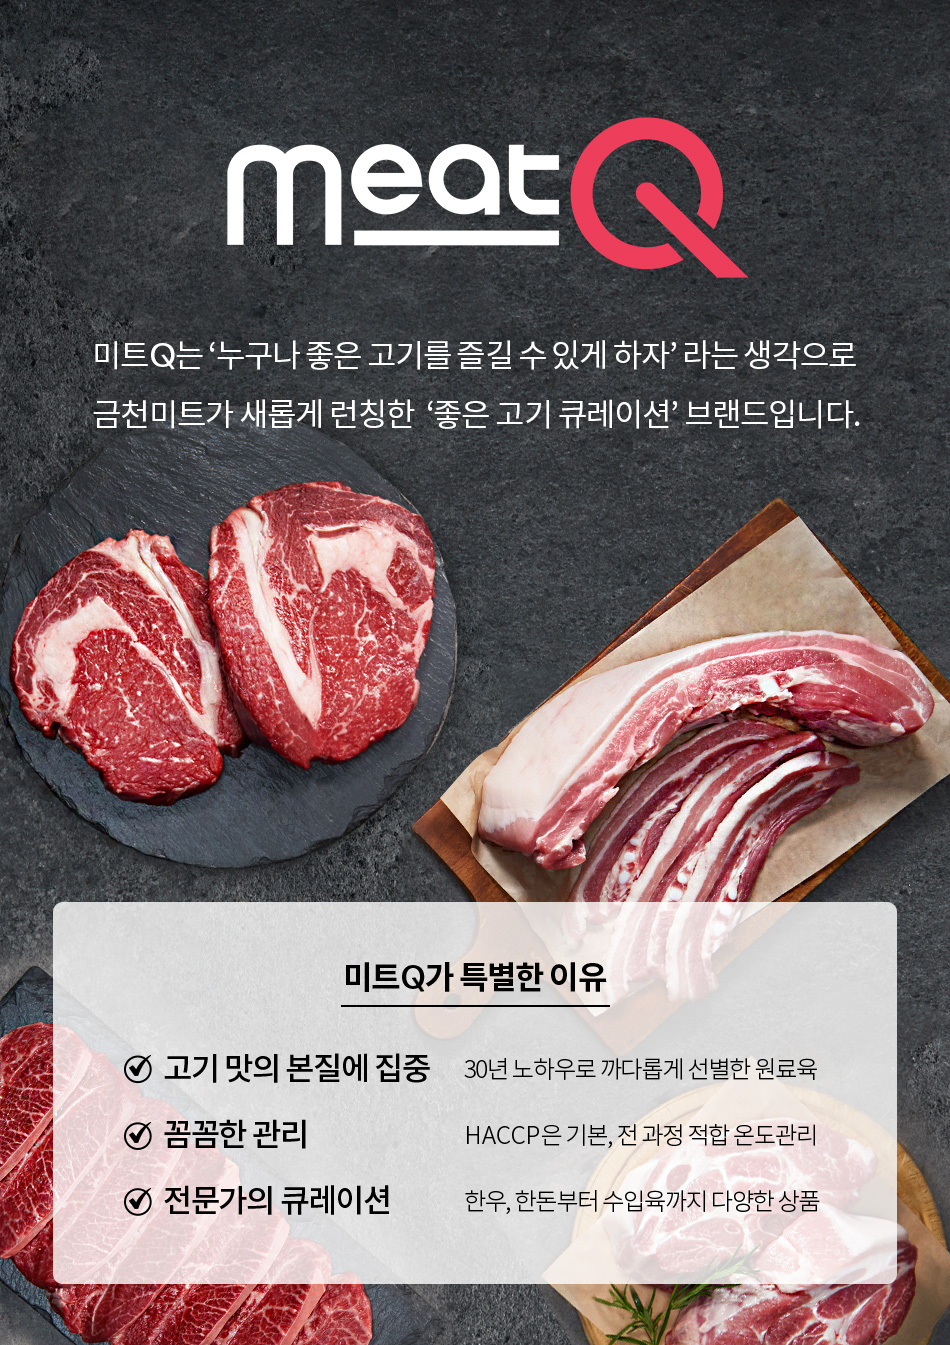 meatQ
미트Q는 ‘누구나 좋은 고기를 즐길 수 있게 하자’ 라는 생각으로
금천미트가 새롭게 런칭한 ‘좋은 고기 큐레이션’ 브랜드입니다.
미트Q가 특별한 이유
고기 맛의 본질에 집중 30년 노하우로 까다롭게 선별한 원료육
꼼꼼한 관리 HACCP은 기본, 전 과정 적합 온도관리
전문가의 큐레이션 한우, 한돈부터 수입육까지 다양한 상품